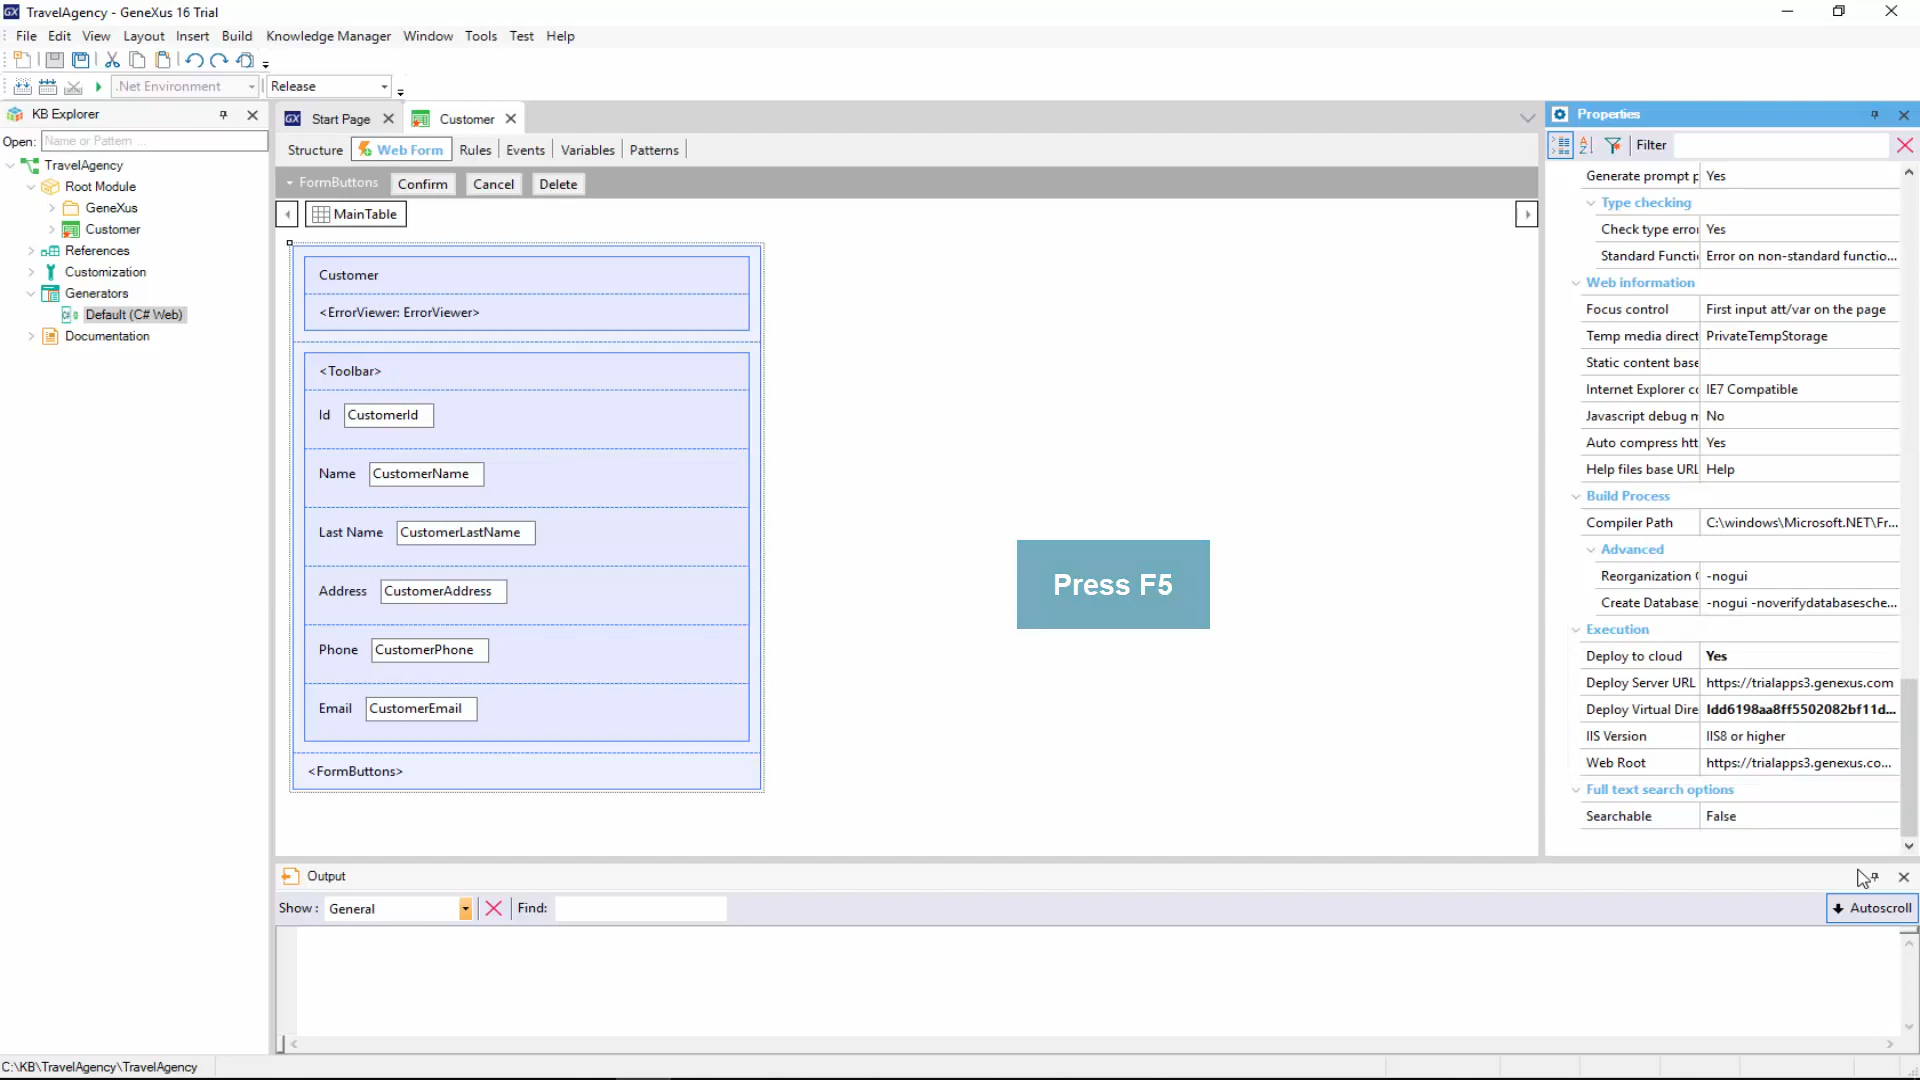 TravelAgency - GeneXus 16 Trial
File Edit View Layout Insert Build Knowledge Manager Window Tools Test Help
.Net Environment Release
KB Explorer
Open: Name or Pattern ...
TravelAgency
Root Module
GeneXus
Customer
References
Customization
Generators
Default (C# Web)
Documentation
Start Page Customer
Structure Web Form Rules Events Variables Patterns
FormButtons Confirm Cancel Delete
MainTable
Customer
<ErrorViewer: ErrorViewer>
<Toolbar>
Id CustomerId
Name CustomerName
Last Name CustomerLastName
Address CustomerAddress
Phone CustomerPhone
Email CustomerEmail
<FormButtons>
Press F5
Properties
Filter
Generate prompt p Yes
Type checking
Check type error Yes
Standard Functi Error on non-standard functio...
Web information
Focus control First input att/var on the page
Temp media direct PrivateTempStorage
Static content base
Internet Explorer co IE7 Compatible
Javascript debug m No
Auto compress htt Yes
Help files base URL Help
Build Process
Compiler Path C:\windows\Microsoft.NET\Fr...
Advanced
Reorganization -nogui
Create Database -nogui -noverifydatabasesche...
Execution
Deploy to cloud Yes
Deploy Server URL https://trialapps3.genexus.com
Deploy Virtual Dire Idd6198aa8ff5502082bf11d...
IIS Version IIS8 or higher
Web Root https://trialapps3.genexus.co...
Full text search options
Searchable False
Output
Show : General Find:
Autoscroll
C:\KB\TravelAgency\TravelAgency